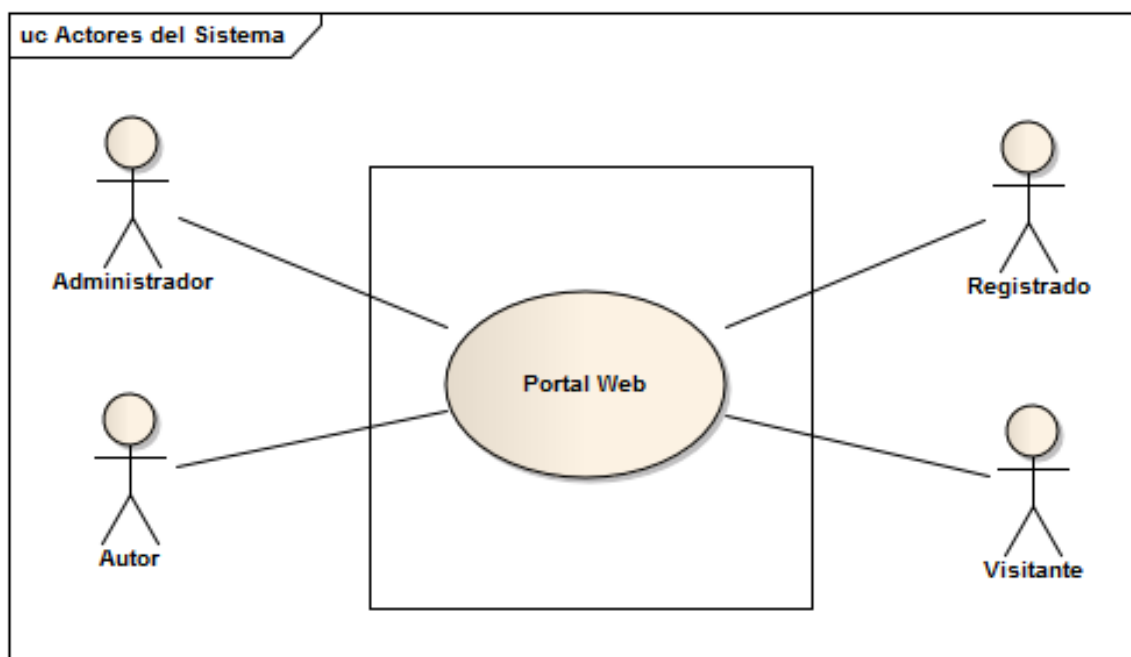 uc Actores del Sistema
Administrador
Registrado
Portal Web
Autor
Visitante